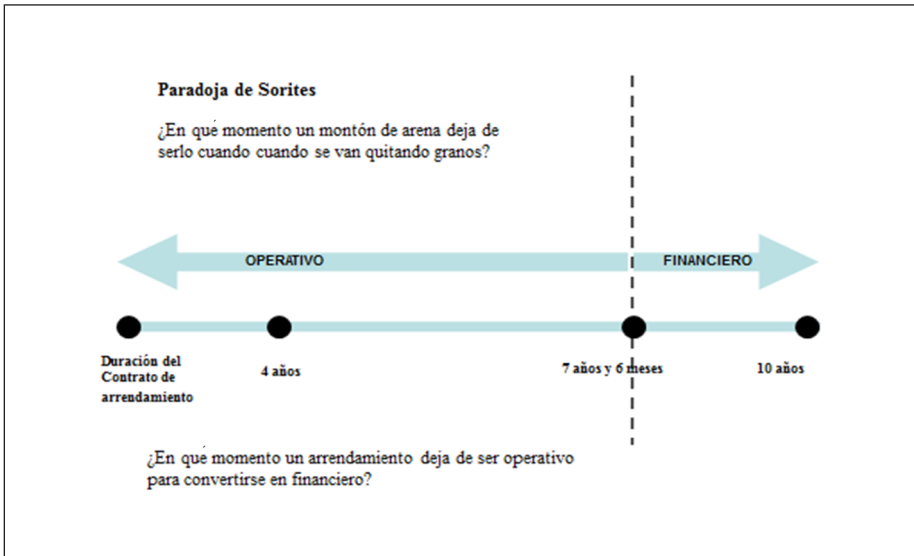 Paradoja de Sorites
¿En qué momento un montón de arena deja de
serlo cuando cuando se van quitando granos?
OPERATIVO
FINANCIERO
Duración del
Contrato de
arrendamiento
4 años
7 años y 6 meses
10 años
¿En qué momento un arrendamiento deja de ser operativo
para convertirse en financiero?